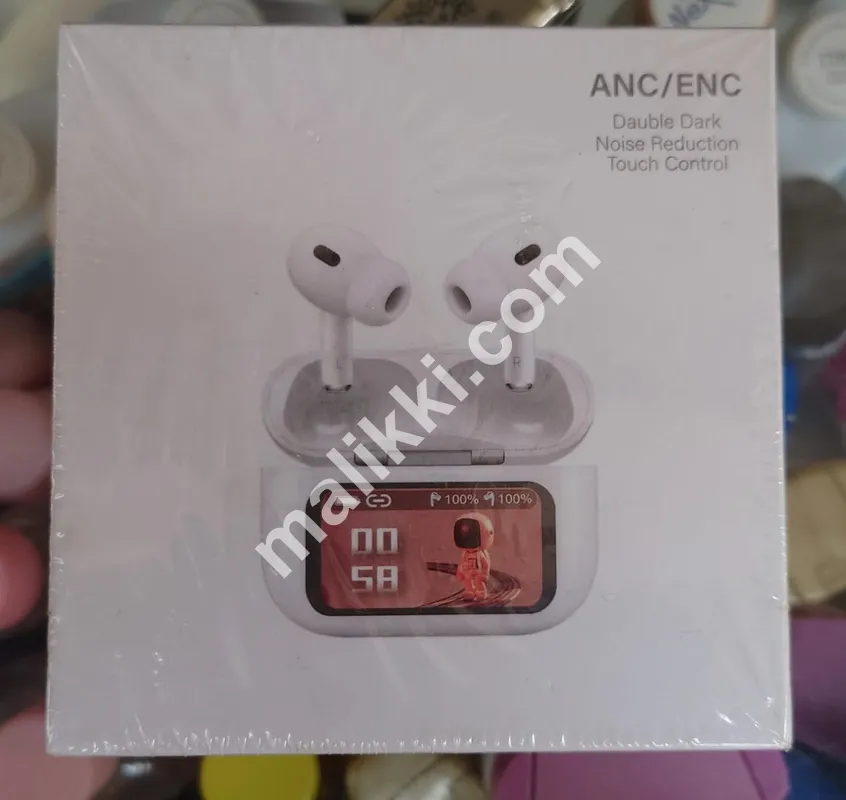 ANC/ENC
Dauble Dark
Noise Reduction
Touch Control
malikki.com
L
R
100% 100%
00
58